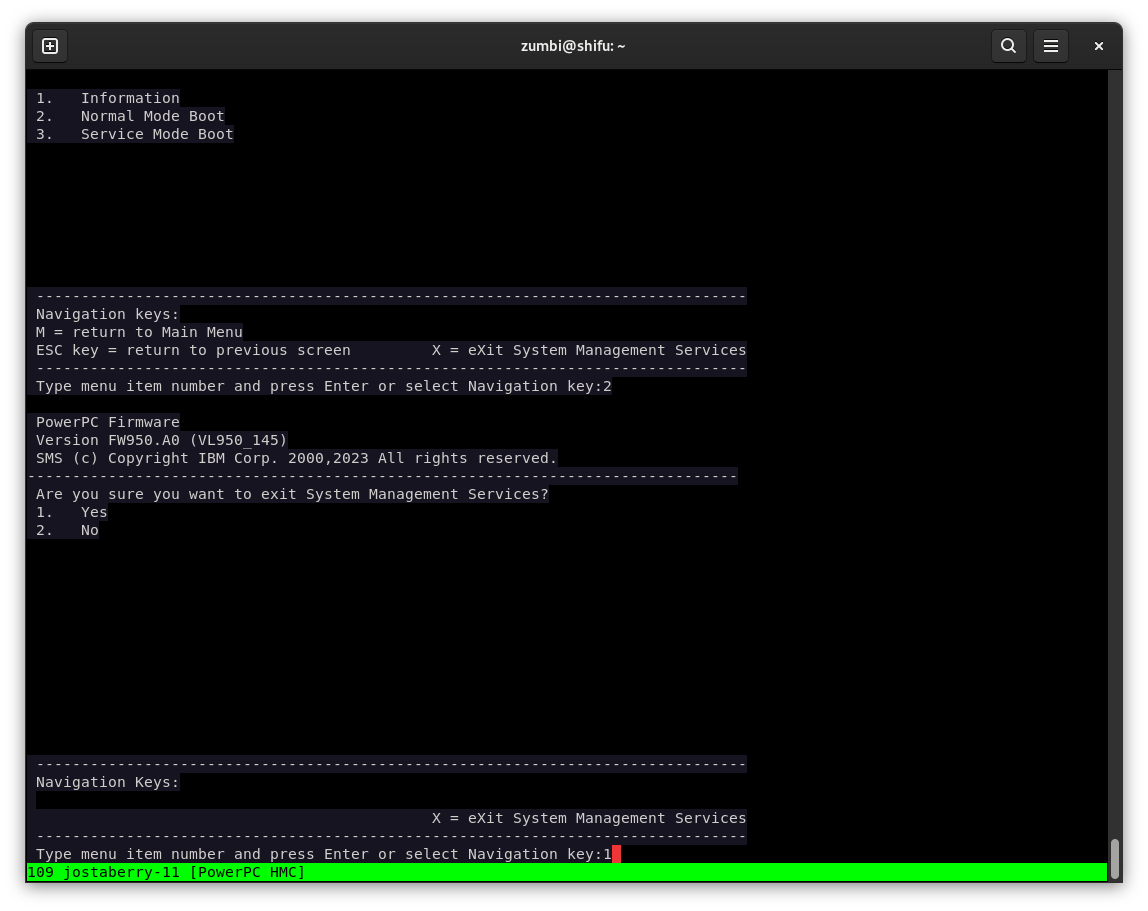 zumbi@shifu: ~
1.   Information
2.   Normal Mode Boot
3.   Service Mode Boot
-------------------------------------------------------------------------------
Navigation keys:
M = return to Main Menu
ESC key = return to previous screen         X = eXit System Management Services
-------------------------------------------------------------------------------
Type menu item number and press Enter or select Navigation key:2
PowerPC Firmware
Version FW950.A0 (VL950_145)
SMS (c) Copyright IBM Corp. 2000,2023 All rights reserved.
-------------------------------------------------------------------------------
Are you sure you want to exit System Management Services?
1.   Yes
2.   No
-------------------------------------------------------------------------------
Navigation Keys:
X = eXit System Management Services
-------------------------------------------------------------------------------
Type menu item number and press Enter or select Navigation key:1
109 jostaberry-11 [PowerPC HMC]